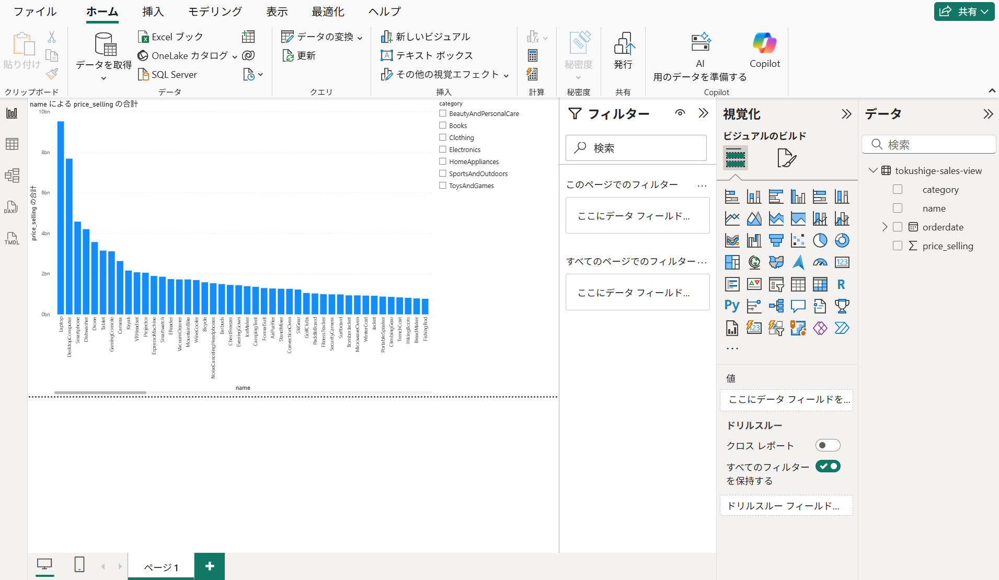 ファイル
ホーム
挿入
モデリング
表示
最適化
ヘルプ
共有
貼り付け
クリップボード
データを取得
Excel ブック
OneLake カタログ
SQL Server
データ
データの変換
更新
クエリ
新しいビジュアル
テキスト ボックス
その他の視覚エフェクト
挿入
計算
秘密度
秘密度
発行
共有
AI
用のデータを準備する
Copilot
Copilot
DAX
TMDL
name による price_selling の合計
price_selling の合計
10bn
8bn
6bn
4bn
2bn
0bn
Laptop
DesktopComputer
Smartphone
Dishwasher
Drone
Tablet
GamingConsole
Camera
Kayak
VRHeadset
Projector
EspressoMachine
Smartwatch
EReader
VacuumCleaner
MountainBike
WineCooler
Bicycle
NoiseCancelingHeadphones
Earbuds
ChestFreezer
EveningGown
IceMaker
CampingTent
FormalSuit
AirPurifier
StandMixer
ConvectionOven
SkiGear
GolfClubs
PaddleBoard
FitnessTracker
SecurityCamera
Surfboard
BomberJacket
MicrowaveOven
WinterCoat
Jacket
PortableSpeaker
ClimbingGear
TrenchCoat
HikingBoots
BreadMaker
FishingRod
name
category
BeautyAndPersonalCare
Books
Clothing
Electronics
HomeAppliances
SportsAndOutdoors
ToysAndGames
フィルター
検索
このページでのフィルター ...
ここにデータ フィールド...
すべてのページでのフィルター ...
ここにデータ フィールド...
視覚化
ビジュアルのビルド
123
R
Py
123
...
値
ここにデータ フィールドを...
ドリルスルー
クロス レポート
すべてのフィルター
を保持する
ドリルスルー フィールド...
データ
検索
tokushige-sales-view
category
name
orderdate
price_selling
ページ 1